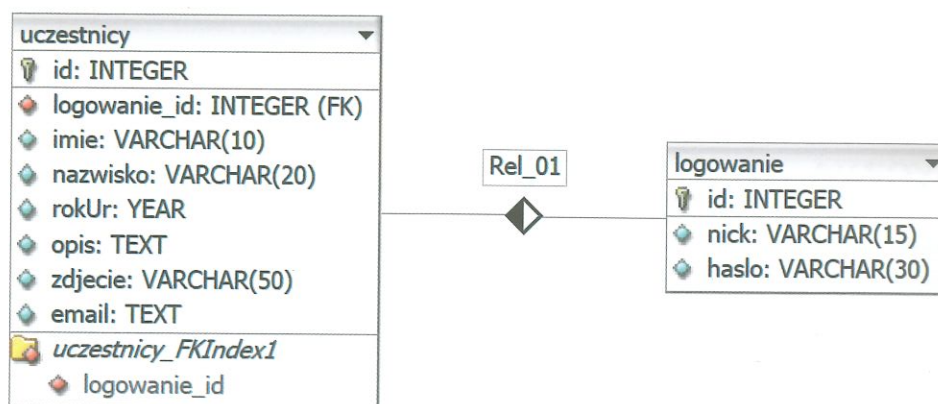 uczestnicy
id: INTEGER
logowanie_id: INTEGER (FK)
imie: VARCHAR(10)
nazwisko: VARCHAR(20)
rokUr: YEAR
opis: TEXT
zdjecie: VARCHAR(50)
email: TEXT
uczestnicy_FKIndex1
logowanie_id
Rel_01
logowanie
id: INTEGER
nick: VARCHAR(15)
haslo: VARCHAR(30)